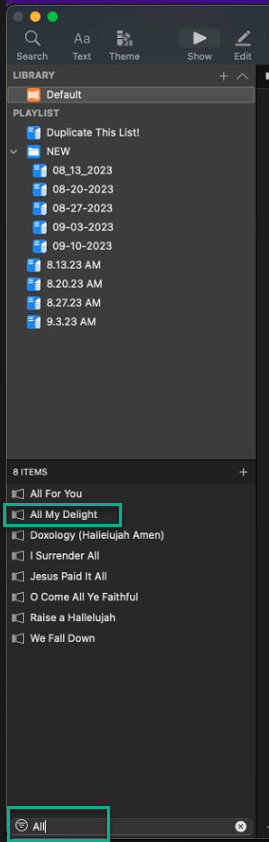 Search Text Theme Show Edit
LIBRARY
Default
PLAYLIST
Duplicate This List!
NEW
08_13_2023
08-20-2023
08-27-2023
09-03-2023
09-10-2023
8.13.23 AM
8.20.23 AM
8.27.23 AM
9.3.23 AM
8 ITEMS
All For You
All My Delight
Doxology (Hallelujah Amen)
I Surrender All
Jesus Paid It All
O Come All Ye Faithful
Raise a Hallelujah
We Fall Down
All